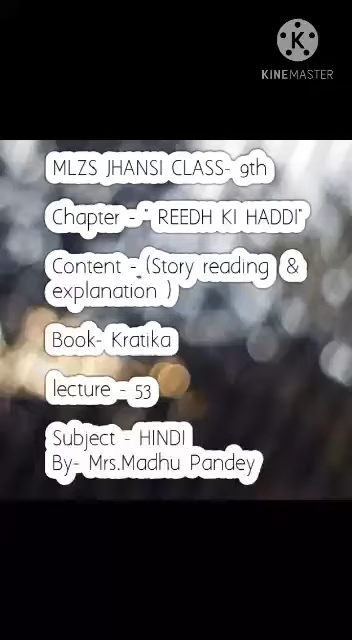 K
KINEMASTER
MLZS JHANSI CLASS- 9th
Chapter - " REEDH KI HADDI"
Content - (Story reading &
explanation )
Book- Kratika
lecture - 53
Subject - HINDI
By- Mrs.Madhu Pandey